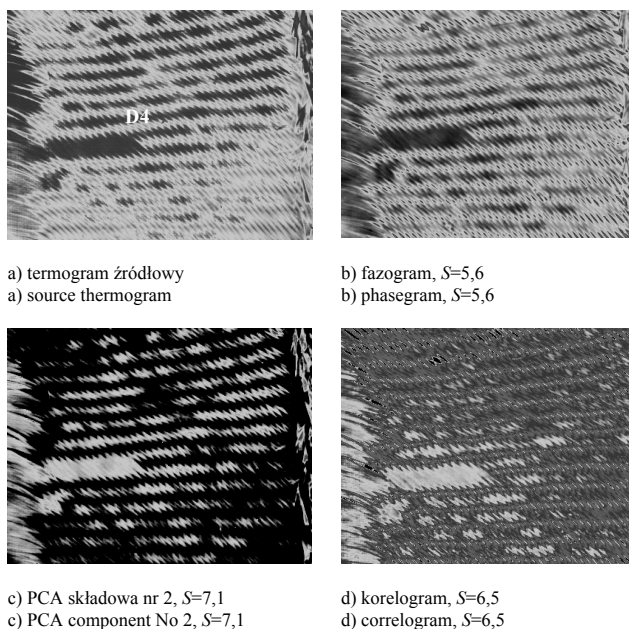 D4
a) termogram źródłowy
a) source thermogram
b) fazogram, S=5,6
b) phasegram, S=5,6
c) PCA składowa nr 2, S=7,1
c) PCA component No 2, S=7,1
d) korelogram, S=6,5
d) correlogram, S=6,5